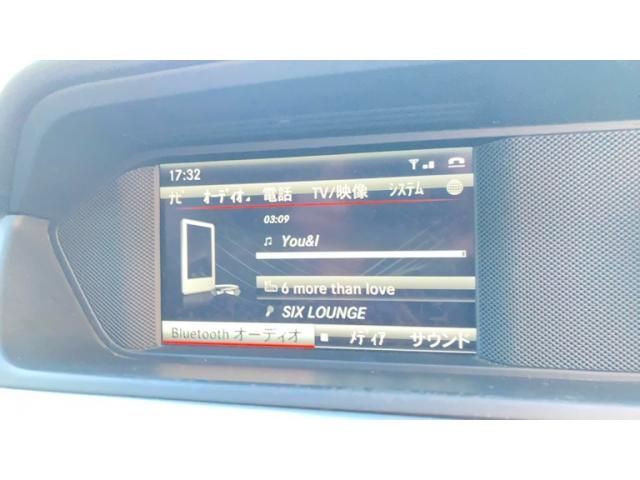 17:32
ナビ オーディオ 電話 TV/映像 システム
03:09
You&I
6 more than love
SIX LOUNGE
Bluetooth オーディオ メディア サウンド